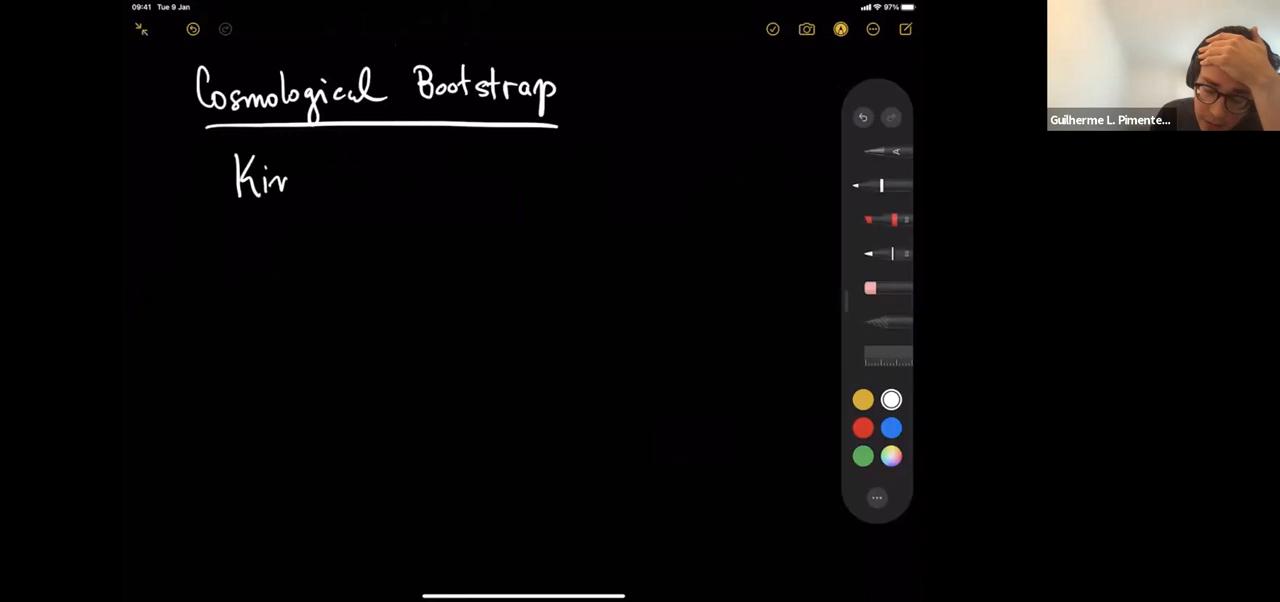 09:41 Tue 9 Jan
97%
Cosmological Bootstrap
Kin
Guilherme L. Pimente...
A